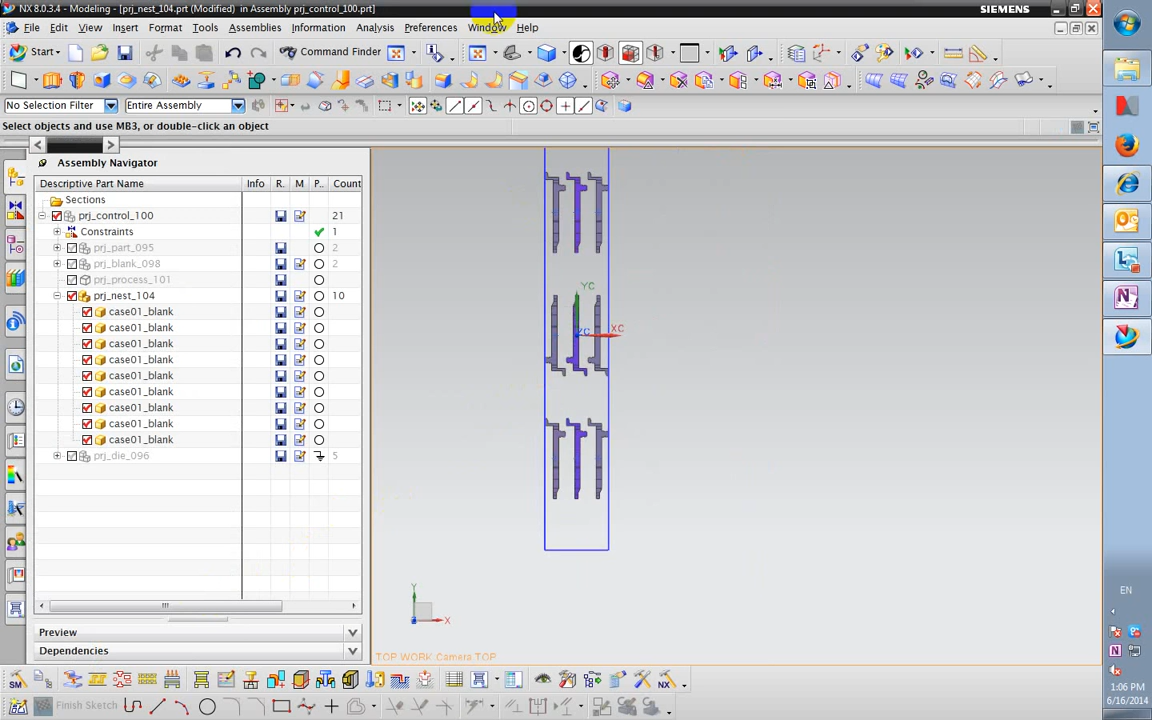 NX 8.0.3.4 - Modeling - [prj_nest_104.prt (Modified)  in Assembly prj_control_100.prt]
SIEMENS
File Edit View Insert Format Tools Assemblies Information Analysis Preferences Window Help
Start Command Finder
No Selection Filter Entire Assembly
Select objects and use MB3, or double-click an object
Assembly Navigator
Descriptive Part Name Info R. M P.. Count
Sections
prj_control_100 21
Constraints 1
prj_part_095 2
prj_blank_098 2
prj_process_101
prj_nest_104 10
case01_blank
case01_blank
case01_blank
case01_blank
case01_blank
case01_blank
case01_blank
case01_blank
case01_blank
prj_die_096 5
YC
XC
Y
X
TOP WORK Camera TOP
Preview
Dependencies
SM NX
Finish Sketch
EN
1:06 PM
6/16/2014